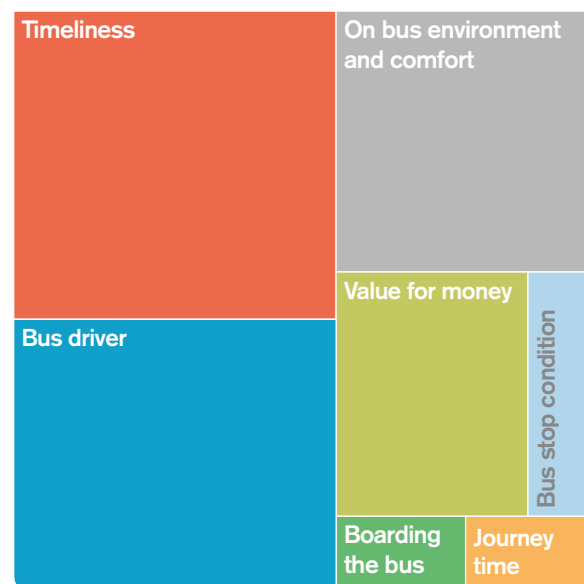 Timeliness
On bus environment
and comfort
Bus driver
Value for money
Bus stop condition
Boarding
the bus
Journey
time